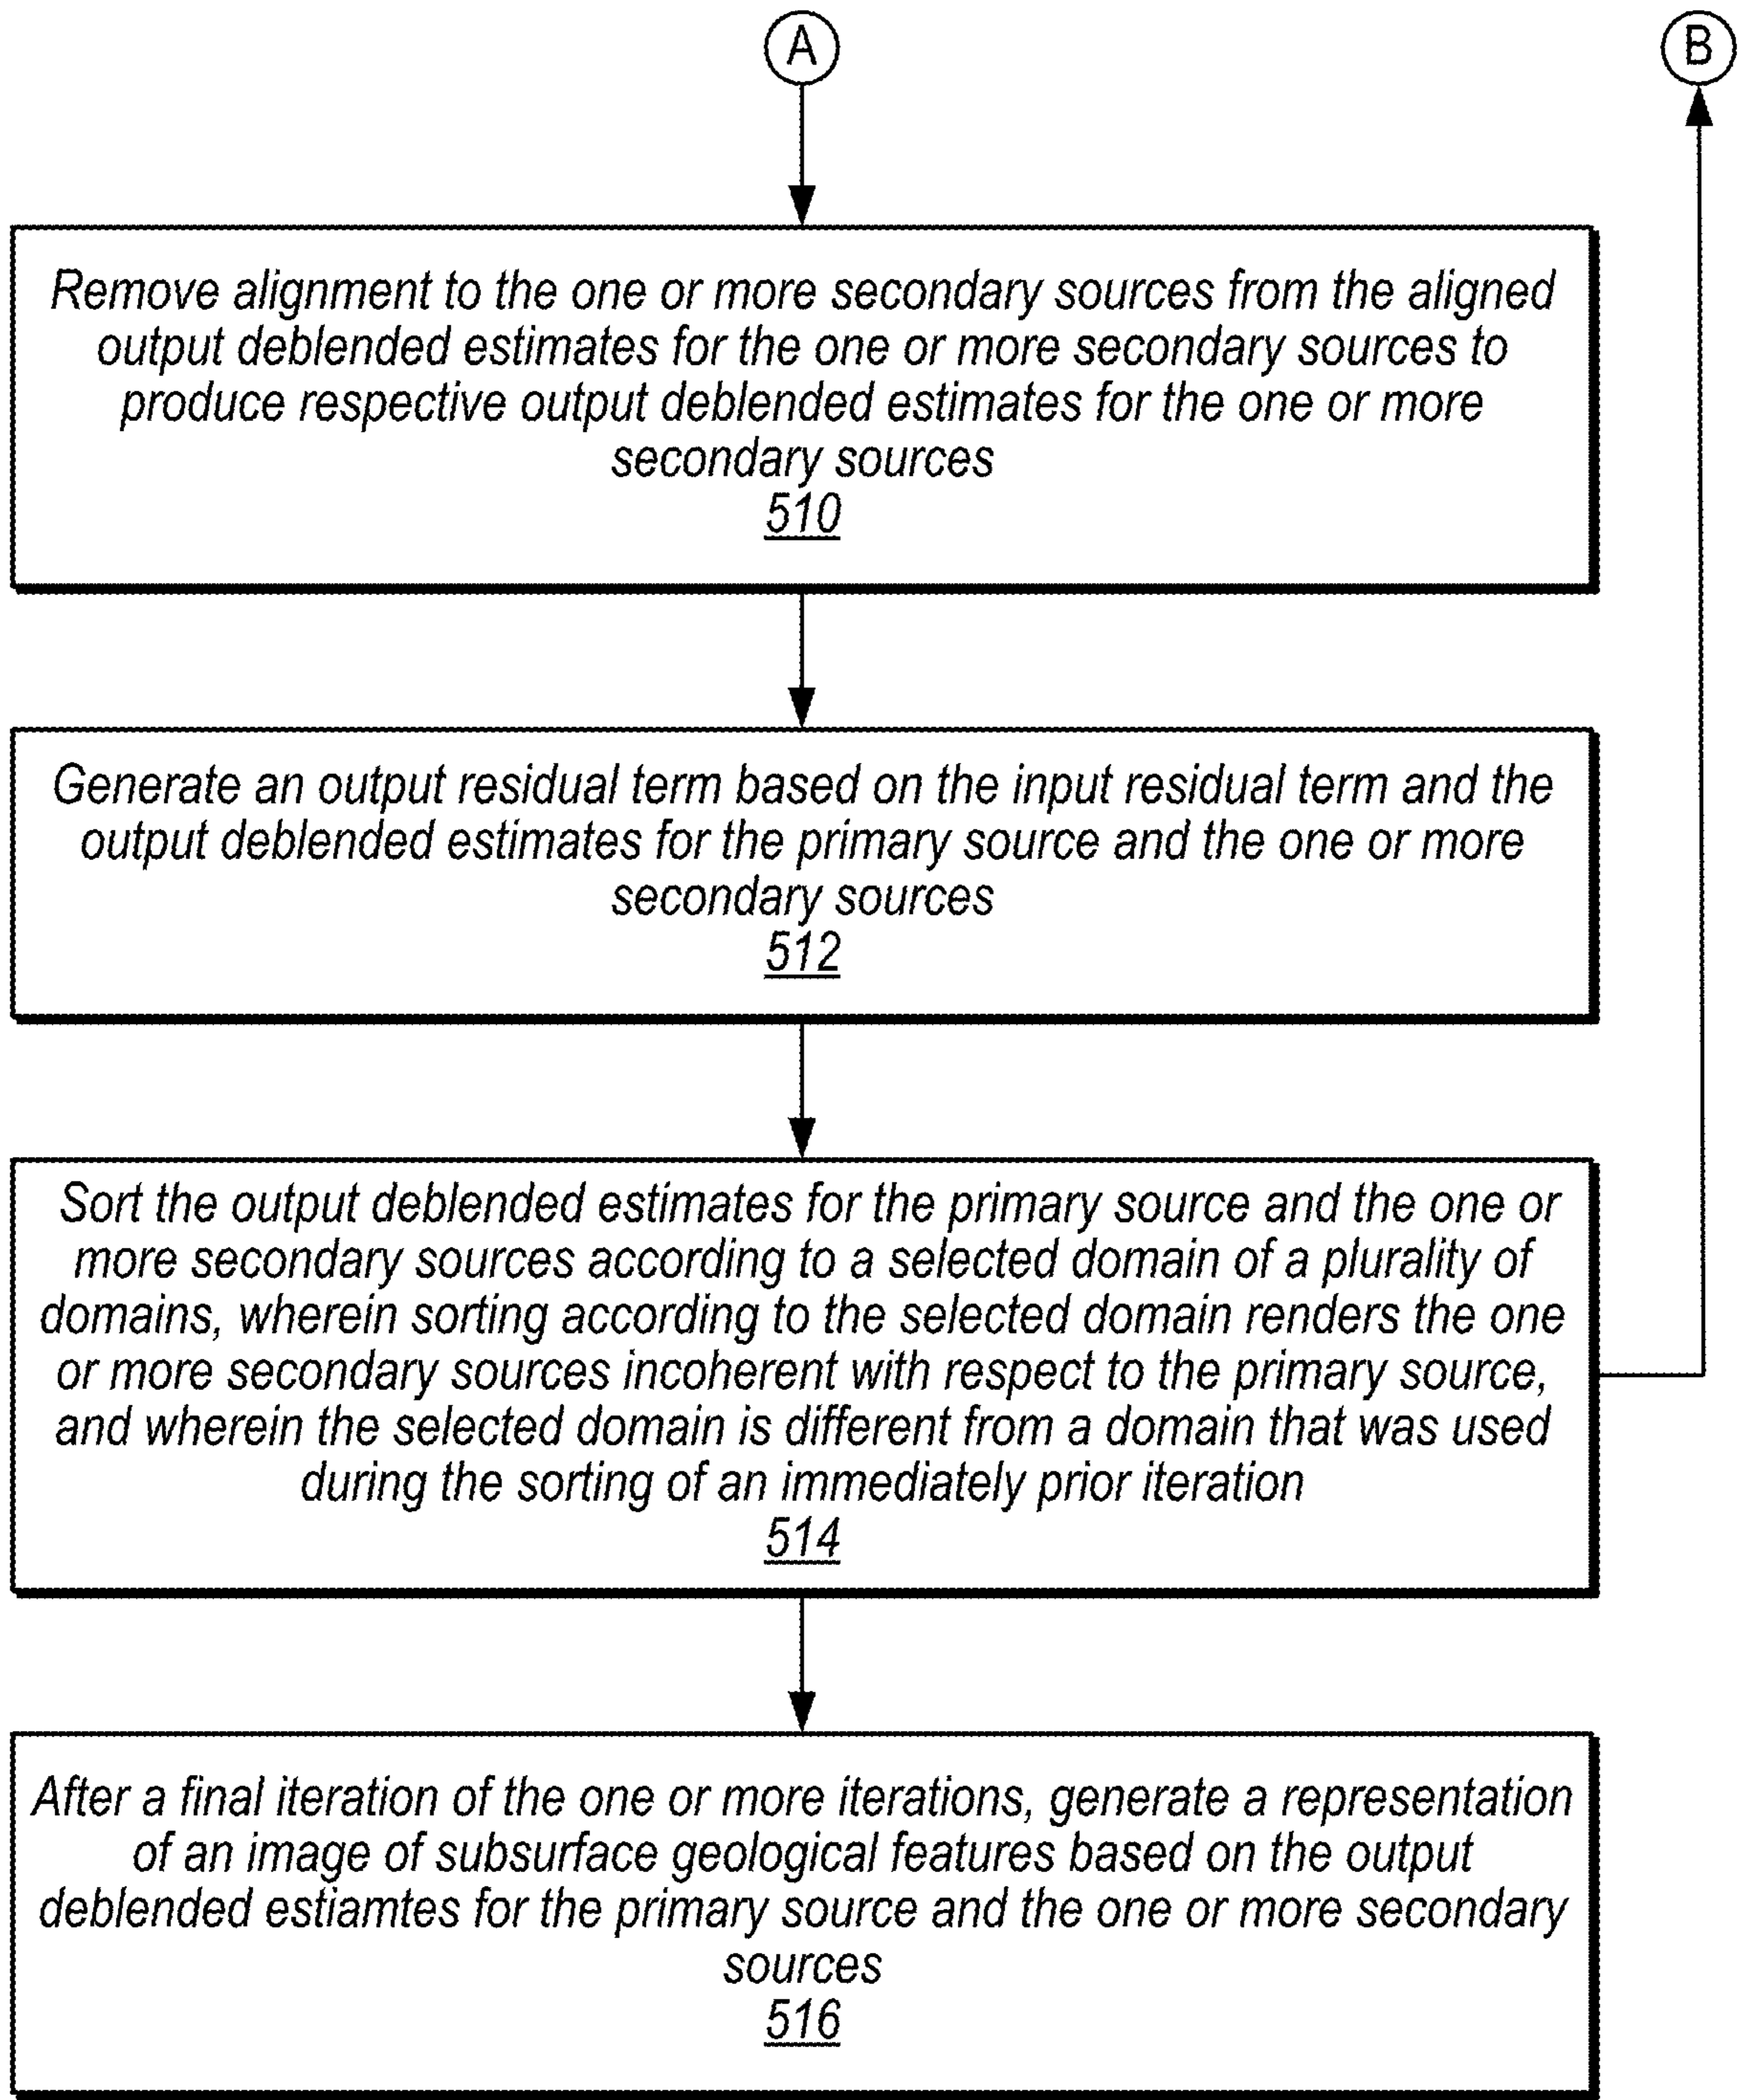 A
B
Remove alignment to the one or more secondary sources from the aligned
output deblended estimates for the one or more secondary sources to
produce respective output deblended estimates for the one or more
secondary sources
510
Generate an output residual term based on the input residual term and the
output deblended estimates for the primary source and the one or more
secondary sources
512
Sort the output deblended estimates for the primary source and the one or
more secondary sources according to a selected domain of a plurality of
domains, wherein sorting according to the selected domain renders the one
or more secondary sources incoherent with respect to the primary source,
and wherein the selected domain is different from a domain that was used
during the sorting of an immediately prior iteration
514
After a final iteration of the one or more iterations, generate a representation
of an image of subsurface geological features based on the output
deblended estiamtes for the primary source and the one or more secondary
sources
516